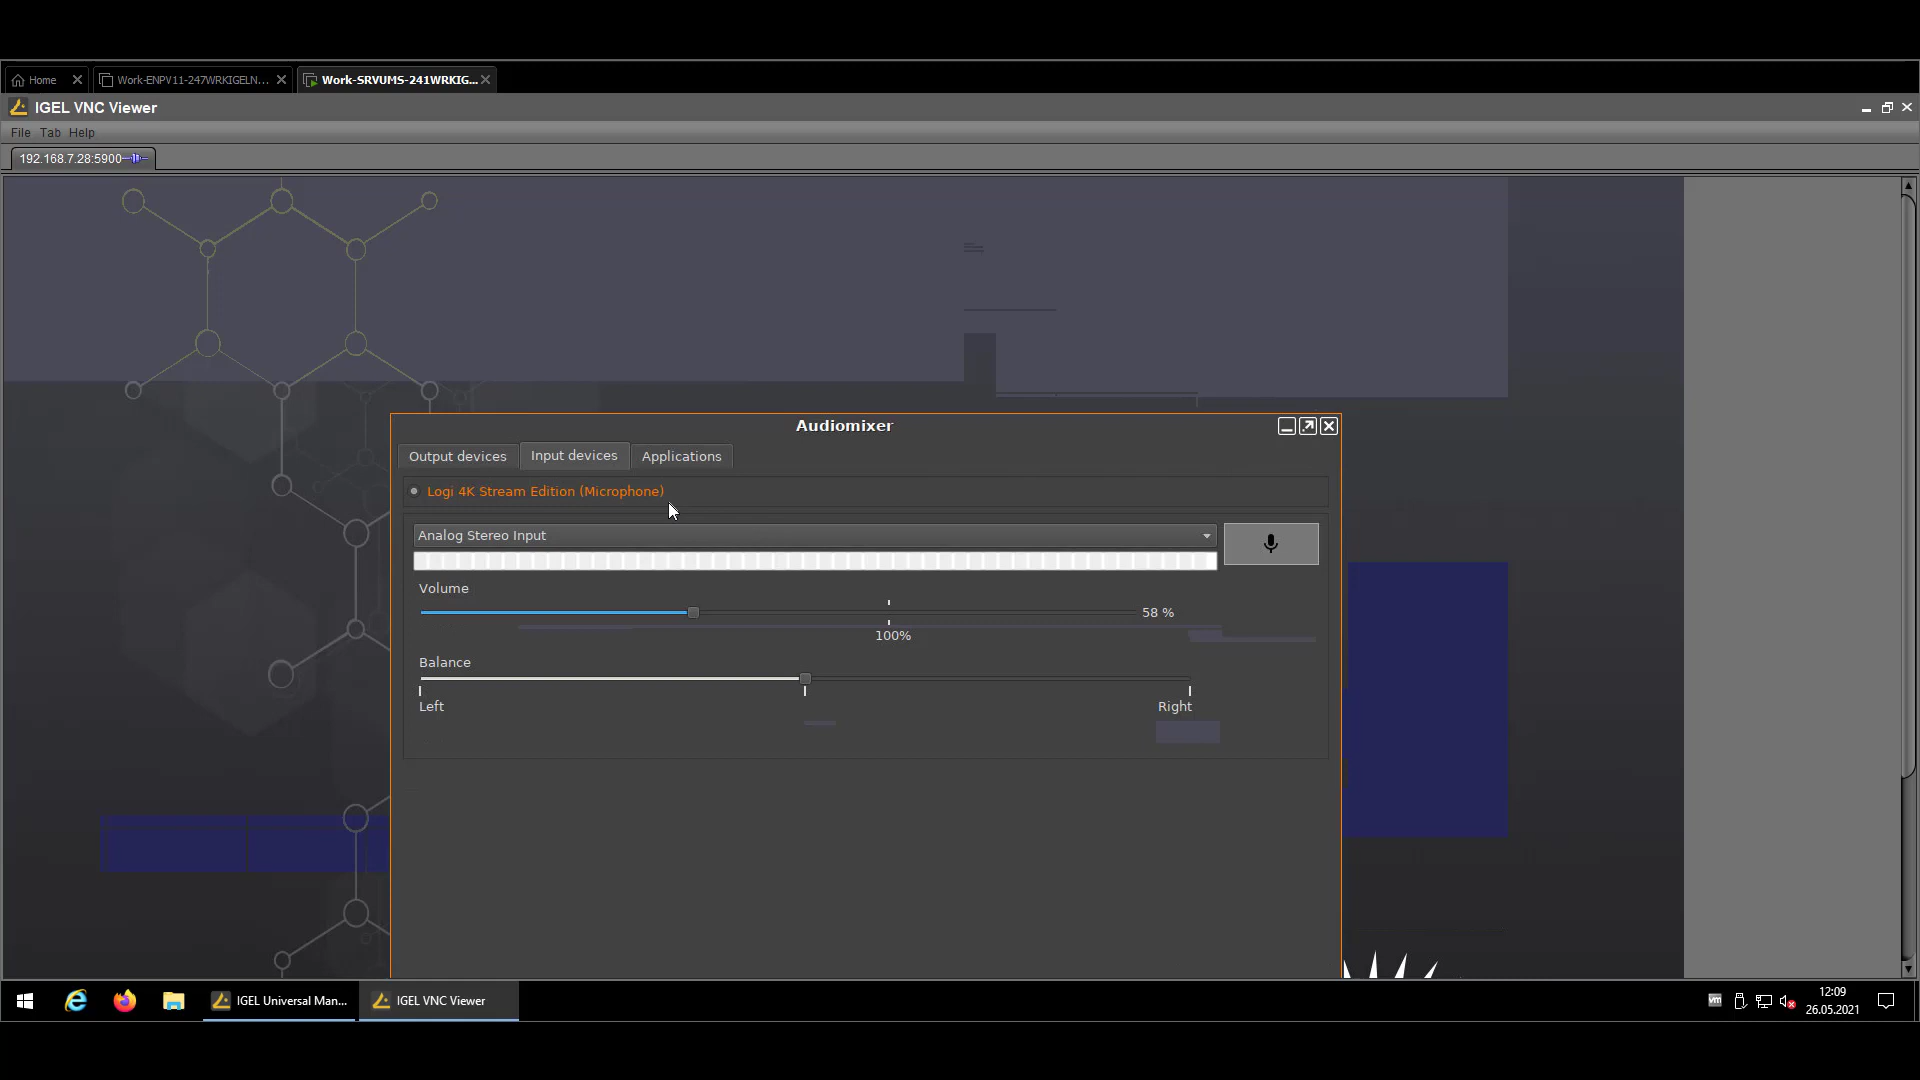 Home
Work-ENPV11-247WRKIGELN...
Work-SRVUMS-241WRKIG...
IGEL VNC Viewer
File Tab Help
192.168.7.28:5900
Audiomixer
Output devices
Input devices
Applications
Logi 4K Stream Edition (Microphone)
Analog Stereo Input
Volume
58 %
100%
Balance
Left
Right
IGEL Universal Man...
IGEL VNC Viewer
vm
12:09
26.05.2021